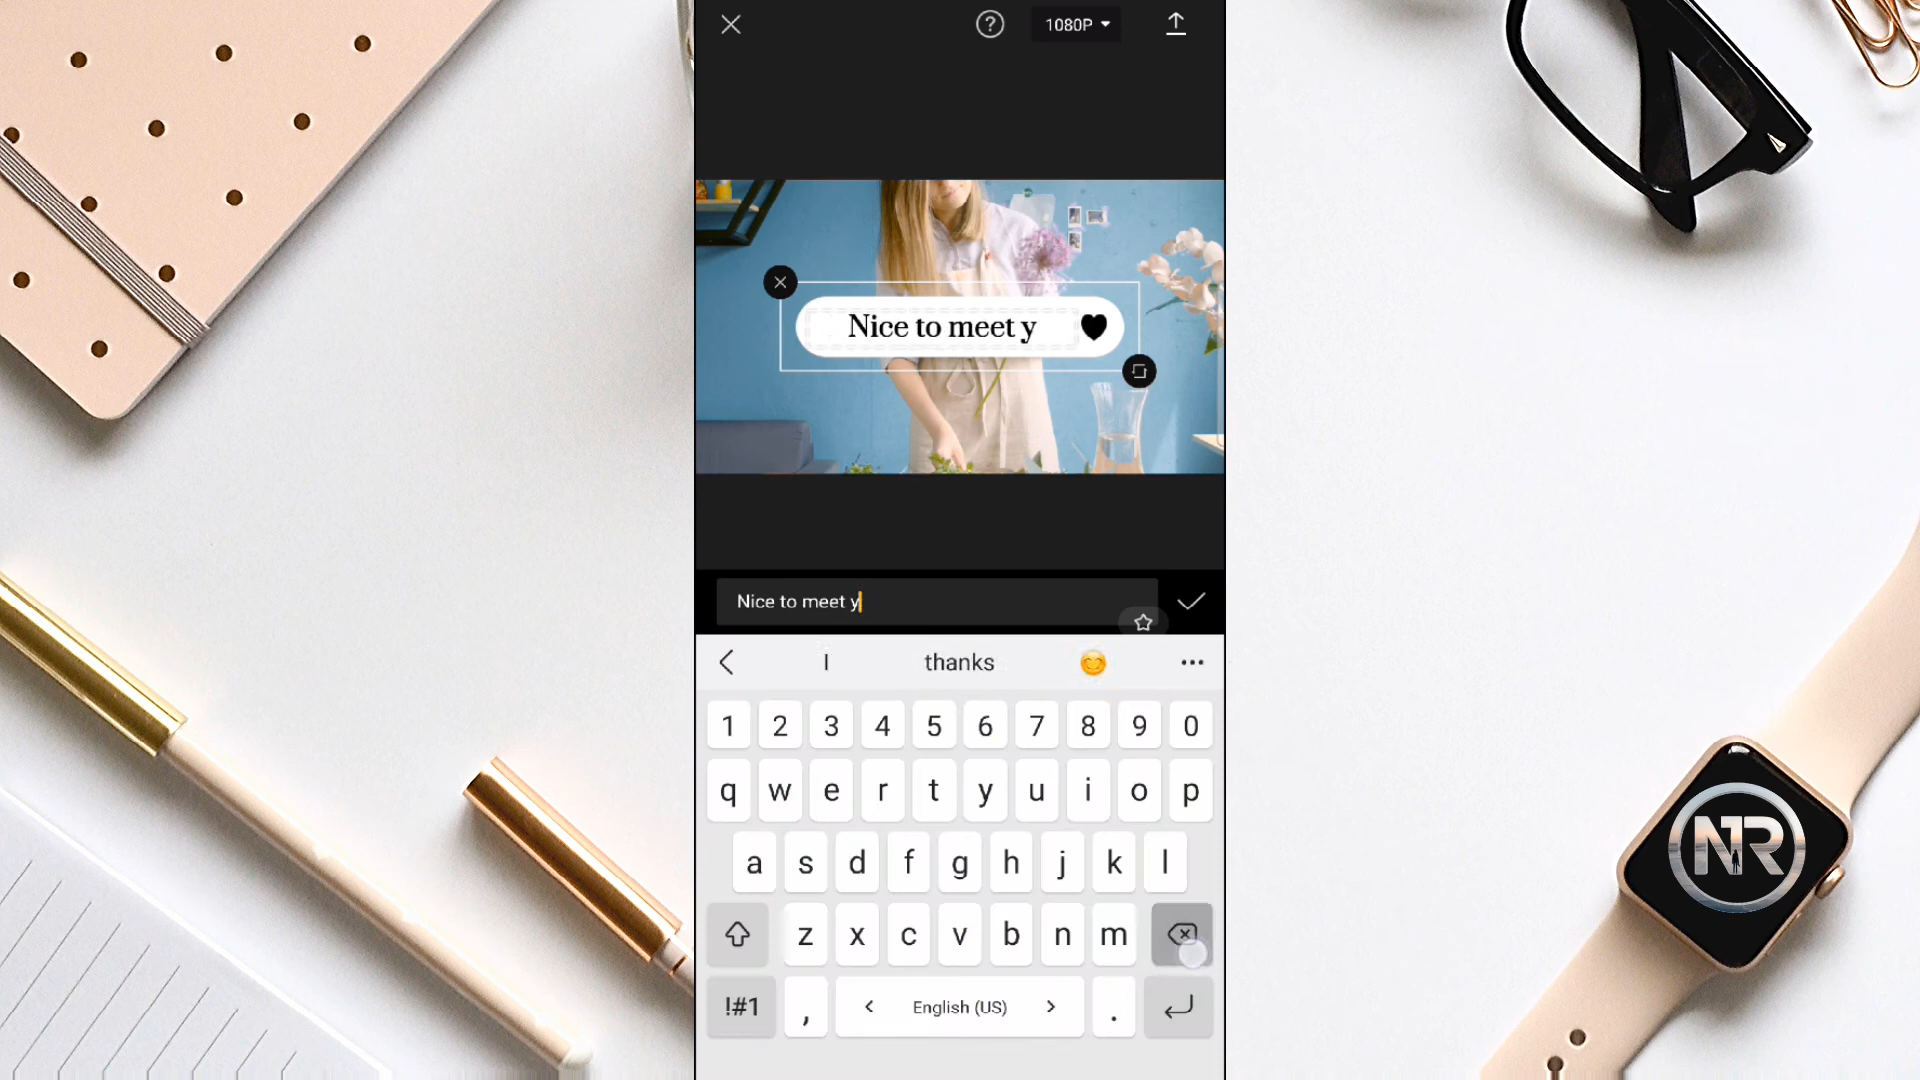 1080P
Nice to meet y
Nice to meet y
I thanks
1 2 3 4 5 6 7 8 9 0
q w e r t y u i o p
a s d f g h j k l
z x c v b n m
!#1 , < English (US) > .
NR